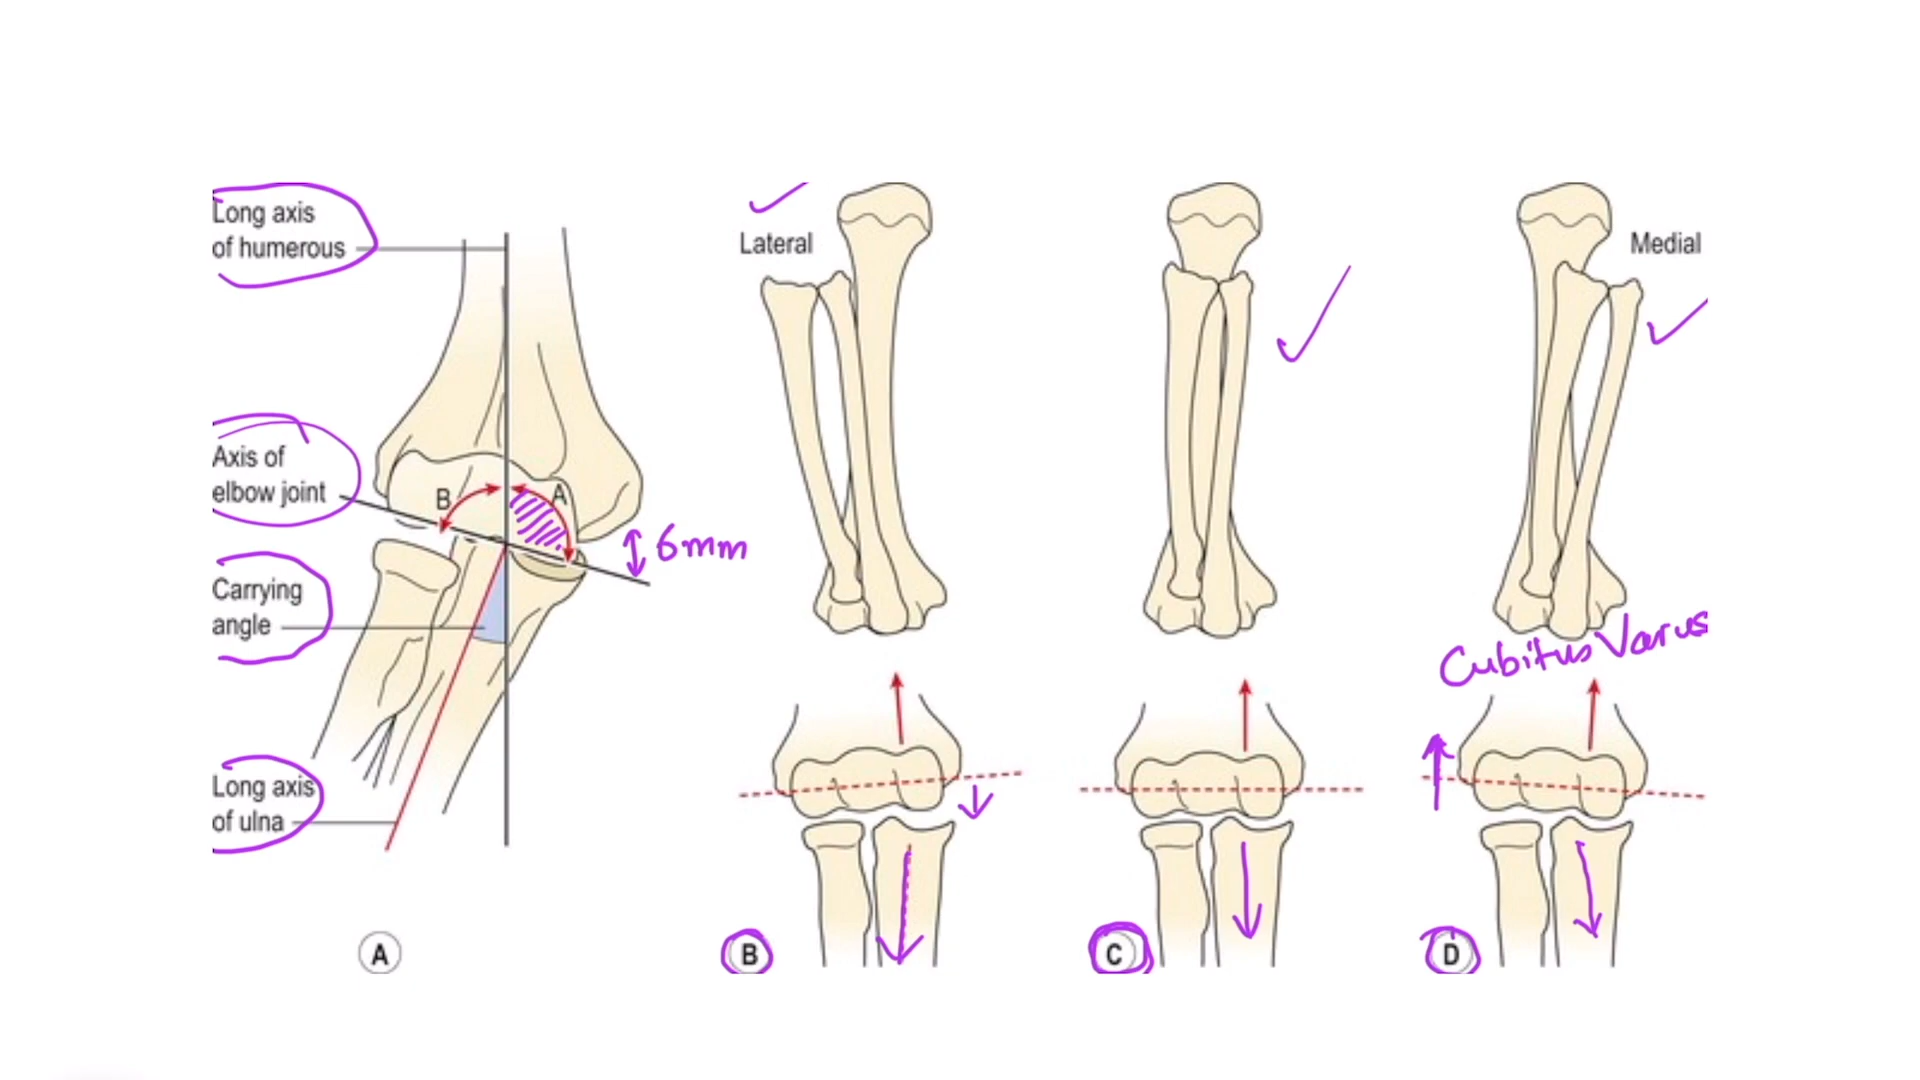 Long axis
of humerous
Lateral
Medial
Axis of
elbow joint
B
A
6mm
Carrying
angle
Cubitus Varus
Long axis
of ulna
A
B
C
D